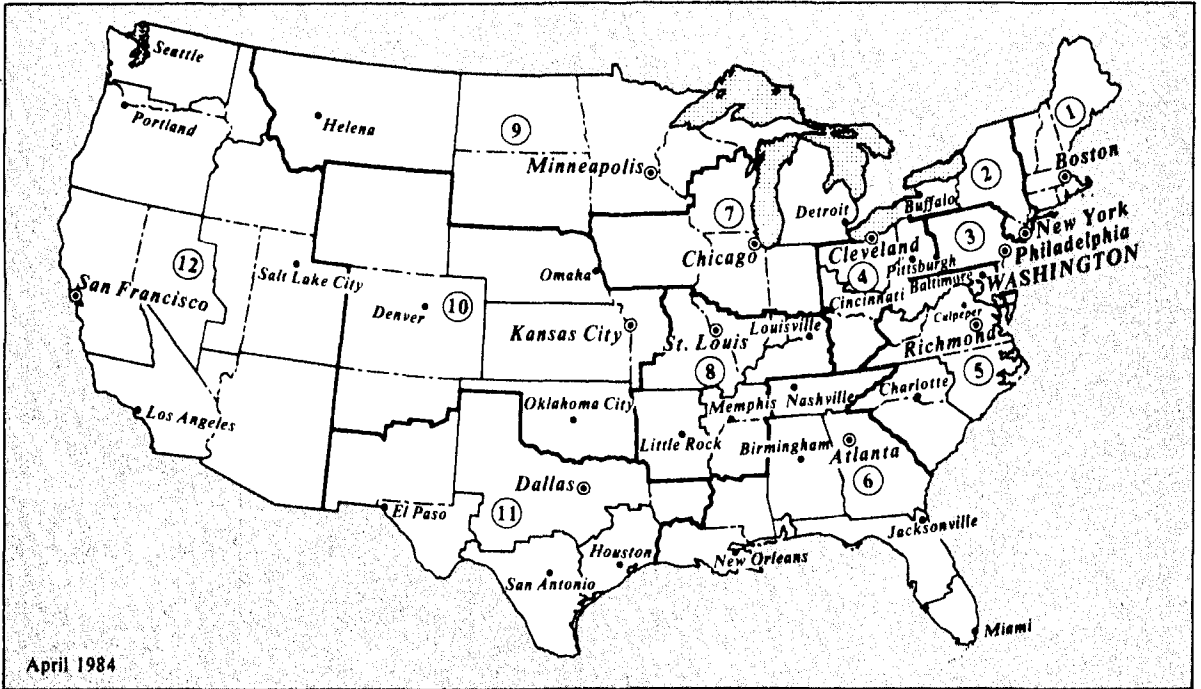 Seattle
Portland
Helena
9
Minneapolis
1
Boston
2
Buffalo
7
Detroit
3
New York
Philadelphia
Chicago
Cleveland
4
Pittsburgh
WASHINGTON
Baltimore
Cincinnati
12
San Francisco
Salt Lake City
Omaha
Denver
10
Kansas City
St. Louis
Louisville
Culpeper
Richmond
8
5
Los Angeles
Oklahoma City
Memphis
Nashville
Charlotte
Little Rock
Birmingham
Atlanta
6
Dallas
El Paso
11
Jacksonville
Houston
New Orleans
San Antonio
Miami
April 1984